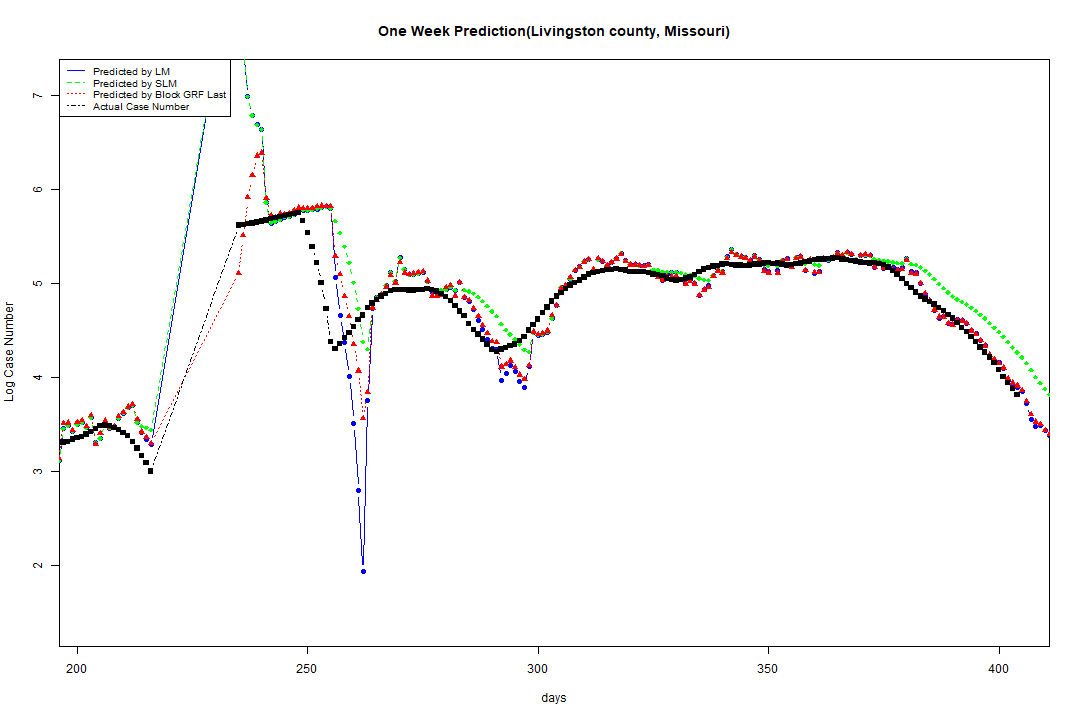 One Week Prediction(Livingston county, Missouri)
Predicted by LM
Predicted by SLM
Predicted by Block GRF Last
Actual Case Number
7
6
5
4
3
2
Log Case Number
200 250 300 350 400
days